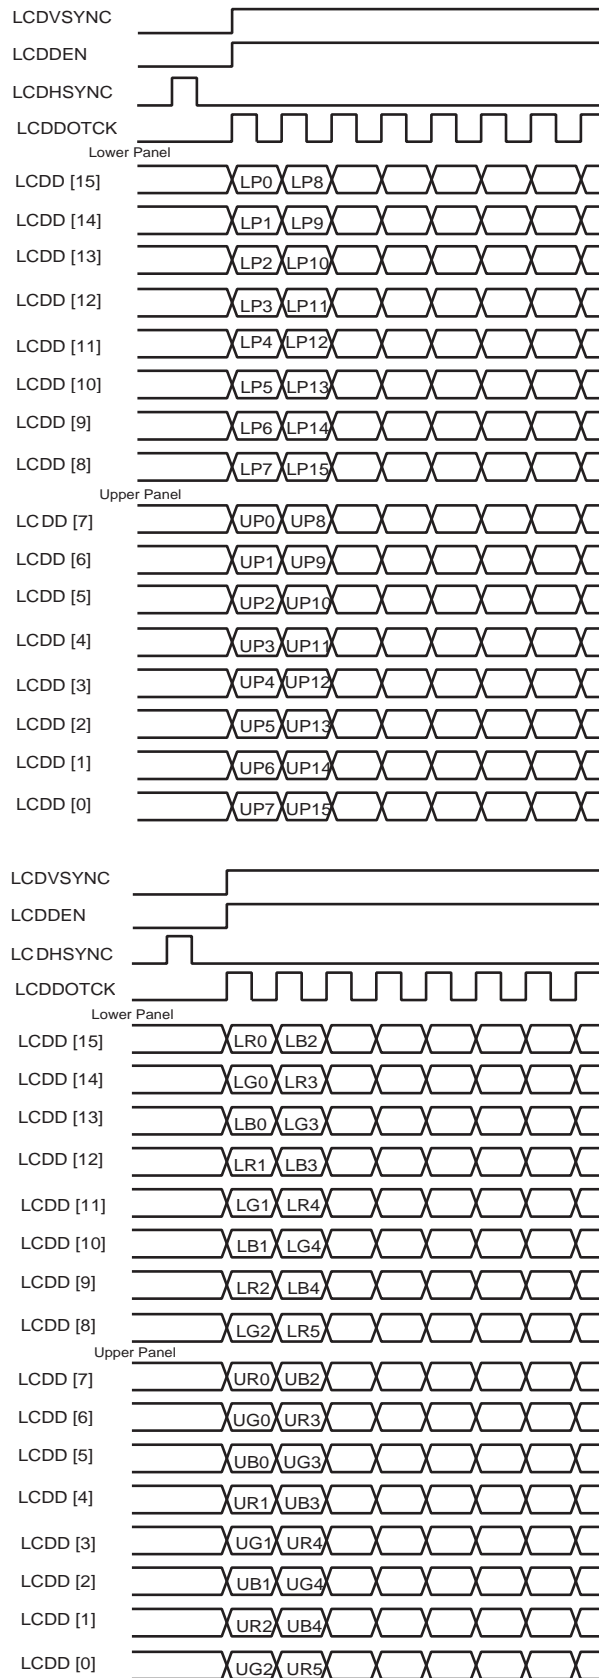 LCDVSYNC
LCDDEN
LCDHSYNC
LCDDOTCK
Lower Panel
LCDD [15] LP0 LP8
LCDD [14] LP1 LP9
LCDD [13] LP2 LP10
LCDD [12] LP3 LP11
LCDD [11] LP4 LP12
LCDD [10] LP5 LP13
LCDD [9] LP6 LP14
LCDD [8] LP7 LP15
Upper Panel
LCDD [7] UP0 UP8
LCDD [6] UP1 UP9
LCDD [5] UP2 UP10
LCDD [4] UP3 UP11
LCDD [3] UP4 UP12
LCDD [2] UP5 UP13
LCDD [1] UP6 UP14
LCDD [0] UP7 UP15
LCDVSYNC
LCDDEN
LCDHSYNC
LCDDOTCK
Lower Panel
LCDD [15] LR0 LB2
LCDD [14] LG0 LR3
LCDD [13] LB0 LG3
LCDD [12] LR1 LB3
LCDD [11] LG1 LR4
LCDD [10] LB1 LG4
LCDD [9] LR2 LB4
LCDD [8] LG2 LR5
Upper Panel
LCDD [7] UR0 UB2
LCDD [6] UG0 UR3
LCDD [5] UB0 UG3
LCDD [4] UR1 UB3
LCDD [3] UG1 UR4
LCDD [2] UB1 UG4
LCDD [1] UR2 UB4
LCDD [0] UG2 UR5